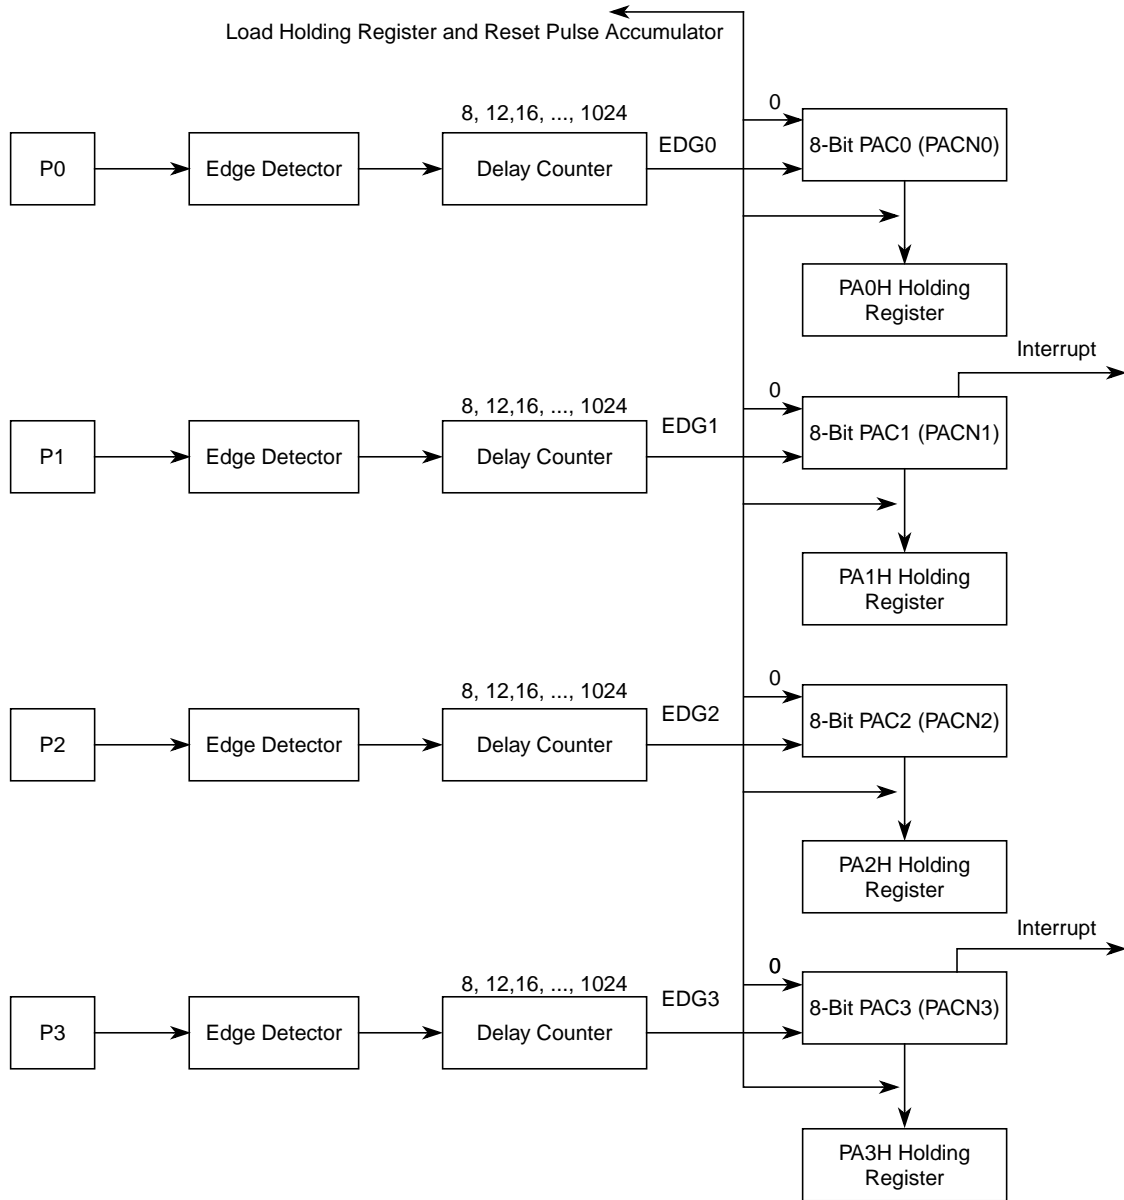 Load Holding Register and Reset Pulse Accumulator
0
8, 12,16, ..., 1024
EDG0
P0
Edge Detector
Delay Counter
8-Bit PAC0 (PACN0)
PA0H Holding
Register
Interrupt
0
8, 12,16, ..., 1024
EDG1
P1
Edge Detector
Delay Counter
8-Bit PAC1 (PACN1)
PA1H Holding
Register
0
8, 12,16, ..., 1024
EDG2
P2
Edge Detector
Delay Counter
8-Bit PAC2 (PACN2)
PA2H Holding
Register
Interrupt
0
8, 12,16, ..., 1024
EDG3
P3
Edge Detector
Delay Counter
8-Bit PAC3 (PACN3)
PA3H Holding
Register